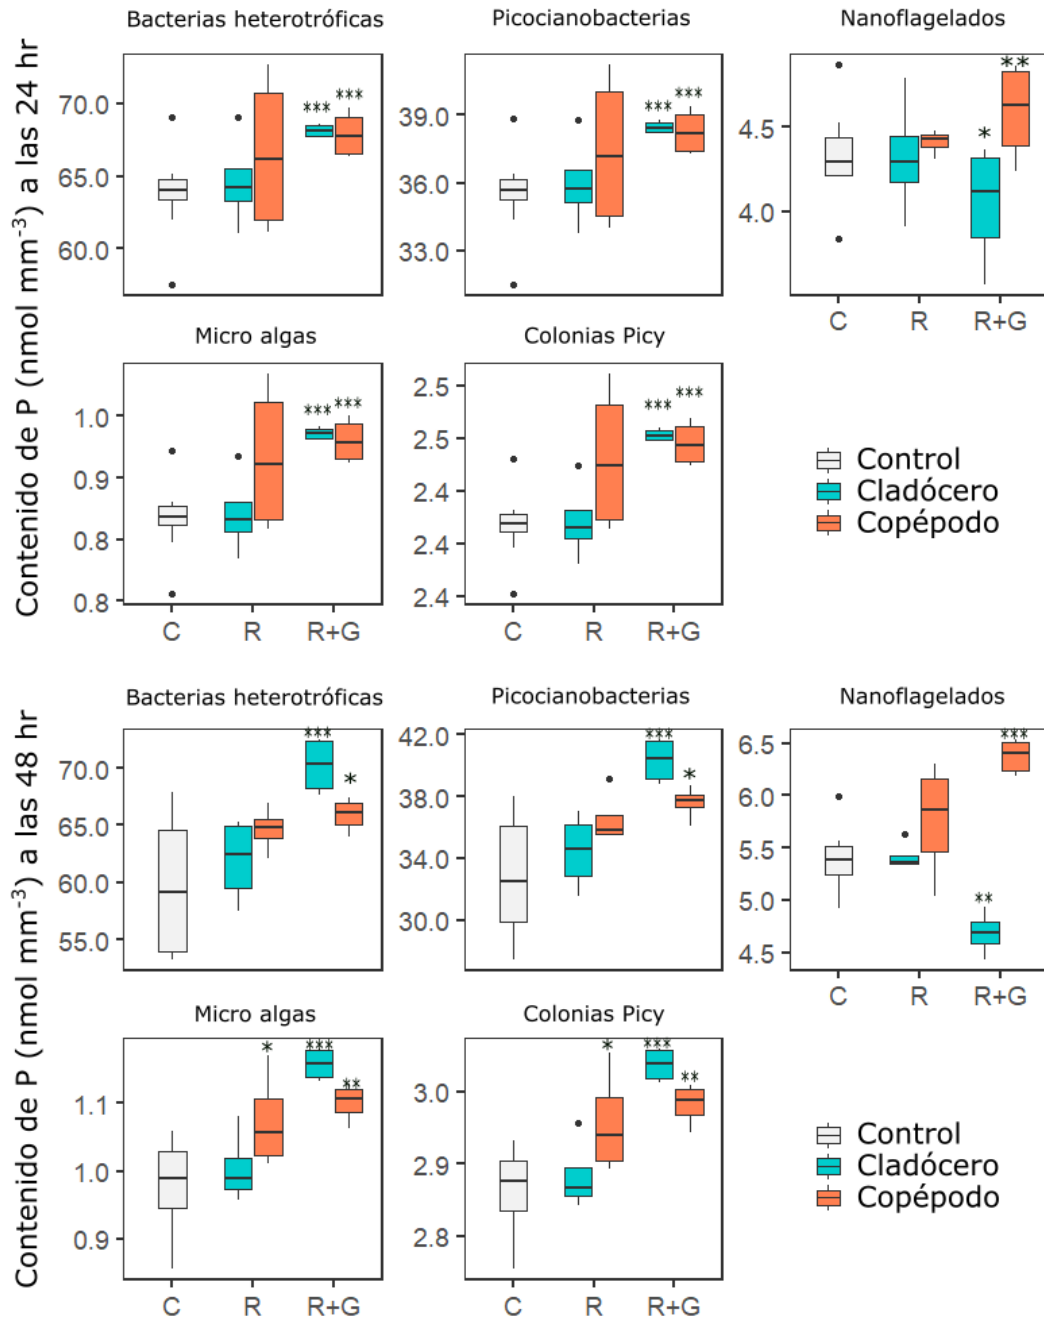 Contenido de P (nmol mm⁻³) a las 24 hr
Bacterias heterotróficas
70.0
65.0
60.0
***
***
Picocianobacterias
39.0
36.0
33.0
***
***
Nanoflagelados
4.5
4.0
*
**
C R R+G
Micro algas
1.0
0.9
0.8
0.8
***
***
C R R+G
Colonias Picy
2.5
2.5
2.4
2.4
2.4
***
***
C R R+G
Control
Cladócero
Copépodo
Contenido de P (nmol mm⁻³) a las 48 hr
Bacterias heterotróficas
70.0
65.0
60.0
55.0
***
*
Picocianobacterias
42.0
38.0
34.0
30.0
***
*
Nanoflagelados
6.5
6.0
5.5
5.0
4.5
**
***
C R R+G
Micro algas
1.1
1.0
0.9
*
***
**
C R R+G
Colonias Picy
3.0
2.9
2.8
*
***
**
C R R+G
Control
Cladócero
Copépodo